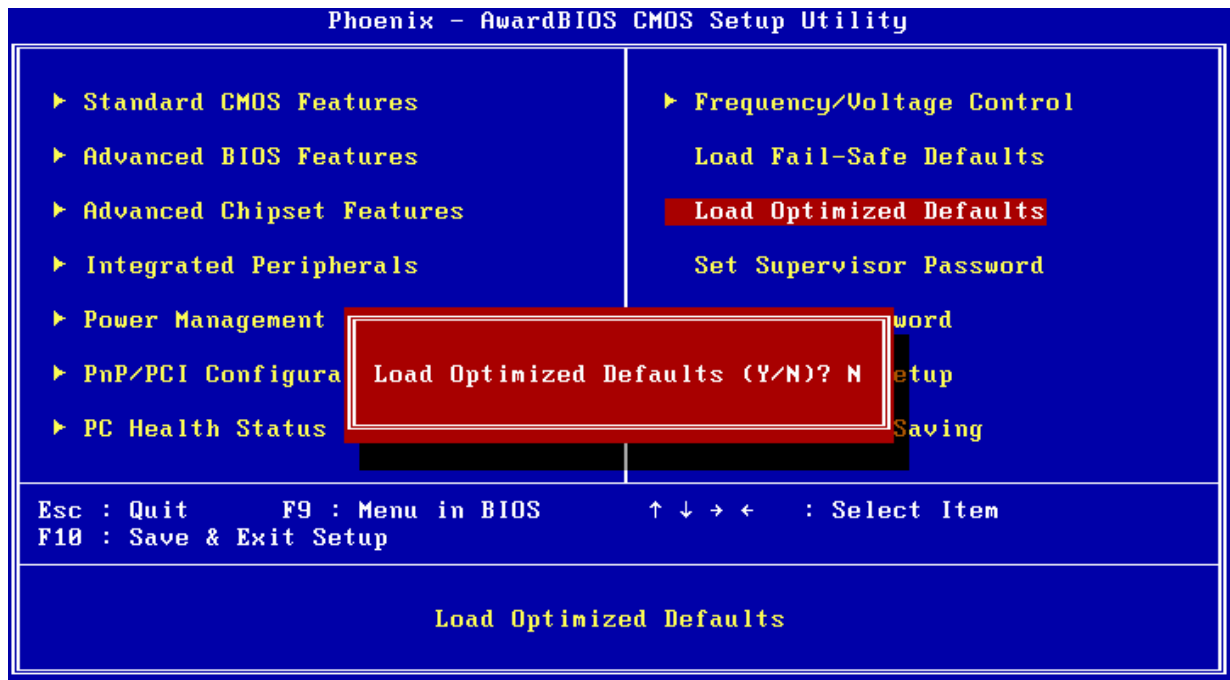 Phoenix - AwardBIOS CMOS Setup Utility
▶ Standard CMOS Features
▶ Advanced BIOS Features
▶ Advanced Chipset Features
▶ Integrated Peripherals
▶ Power Management
▶ PnP/PCI Configura
▶ PC Health Status
▶ Frequency/Voltage Control
Load Fail-Safe Defaults
Load Optimized Defaults
Set Supervisor Password
word
etup
Saving
Load Optimized Defaults (Y/N)? N
Esc : Quit F9 : Menu in BIOS ↑ ↓ → ← : Select Item
F10 : Save & Exit Setup
Load Optimized Defaults